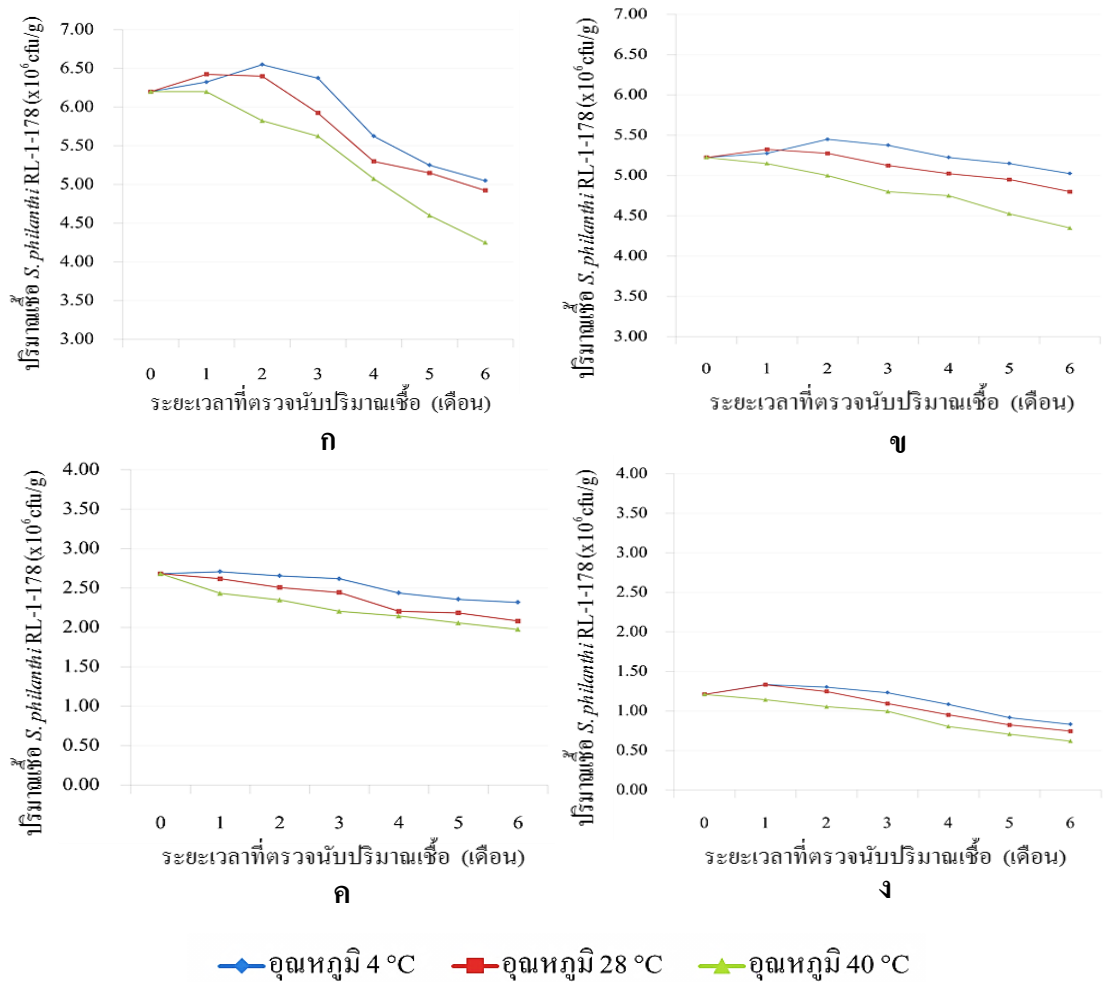 ปริมาณเชื้อ S. philanthi RL-1-178 (x10⁶cfu/g)
7.00
6.50
6.00
5.50
5.00
4.50
4.00
3.50
3.00
0 1 2 3 4 5 6
ระยะเวลาที่ตรวจนับปริมาณเชื้อ (เดือน)
ก
ปริมาณเชื้อ S. philanthi RL-1-178 (x10⁶cfu/g)
7.00
6.50
6.00
5.50
5.00
4.50
4.00
3.50
3.00
0 1 2 3 4 5 6
ระยะเวลาที่ตรวจนับปริมาณเชื้อ (เดือน)
ข
ปริมาณเชื้อ S. philanthi RL-1-178 (x10⁶cfu/g)
4.00
3.50
3.00
2.50
2.00
1.50
1.00
0.50
0.00
0 1 2 3 4 5 6
ระยะเวลาที่ตรวจนับปริมาณเชื้อ (เดือน)
ค
ปริมาณเชื้อ S. philanthi RL-1-178 (x10⁶cfu/g)
4.00
3.50
3.00
2.50
2.00
1.50
1.00
0.50
0.00
0 1 2 3 4 5 6
ระยะเวลาที่ตรวจนับปริมาณเชื้อ (เดือน)
ง
อุณหภูมิ 4 °C อุณหภูมิ 28 °C อุณหภูมิ 40 °C